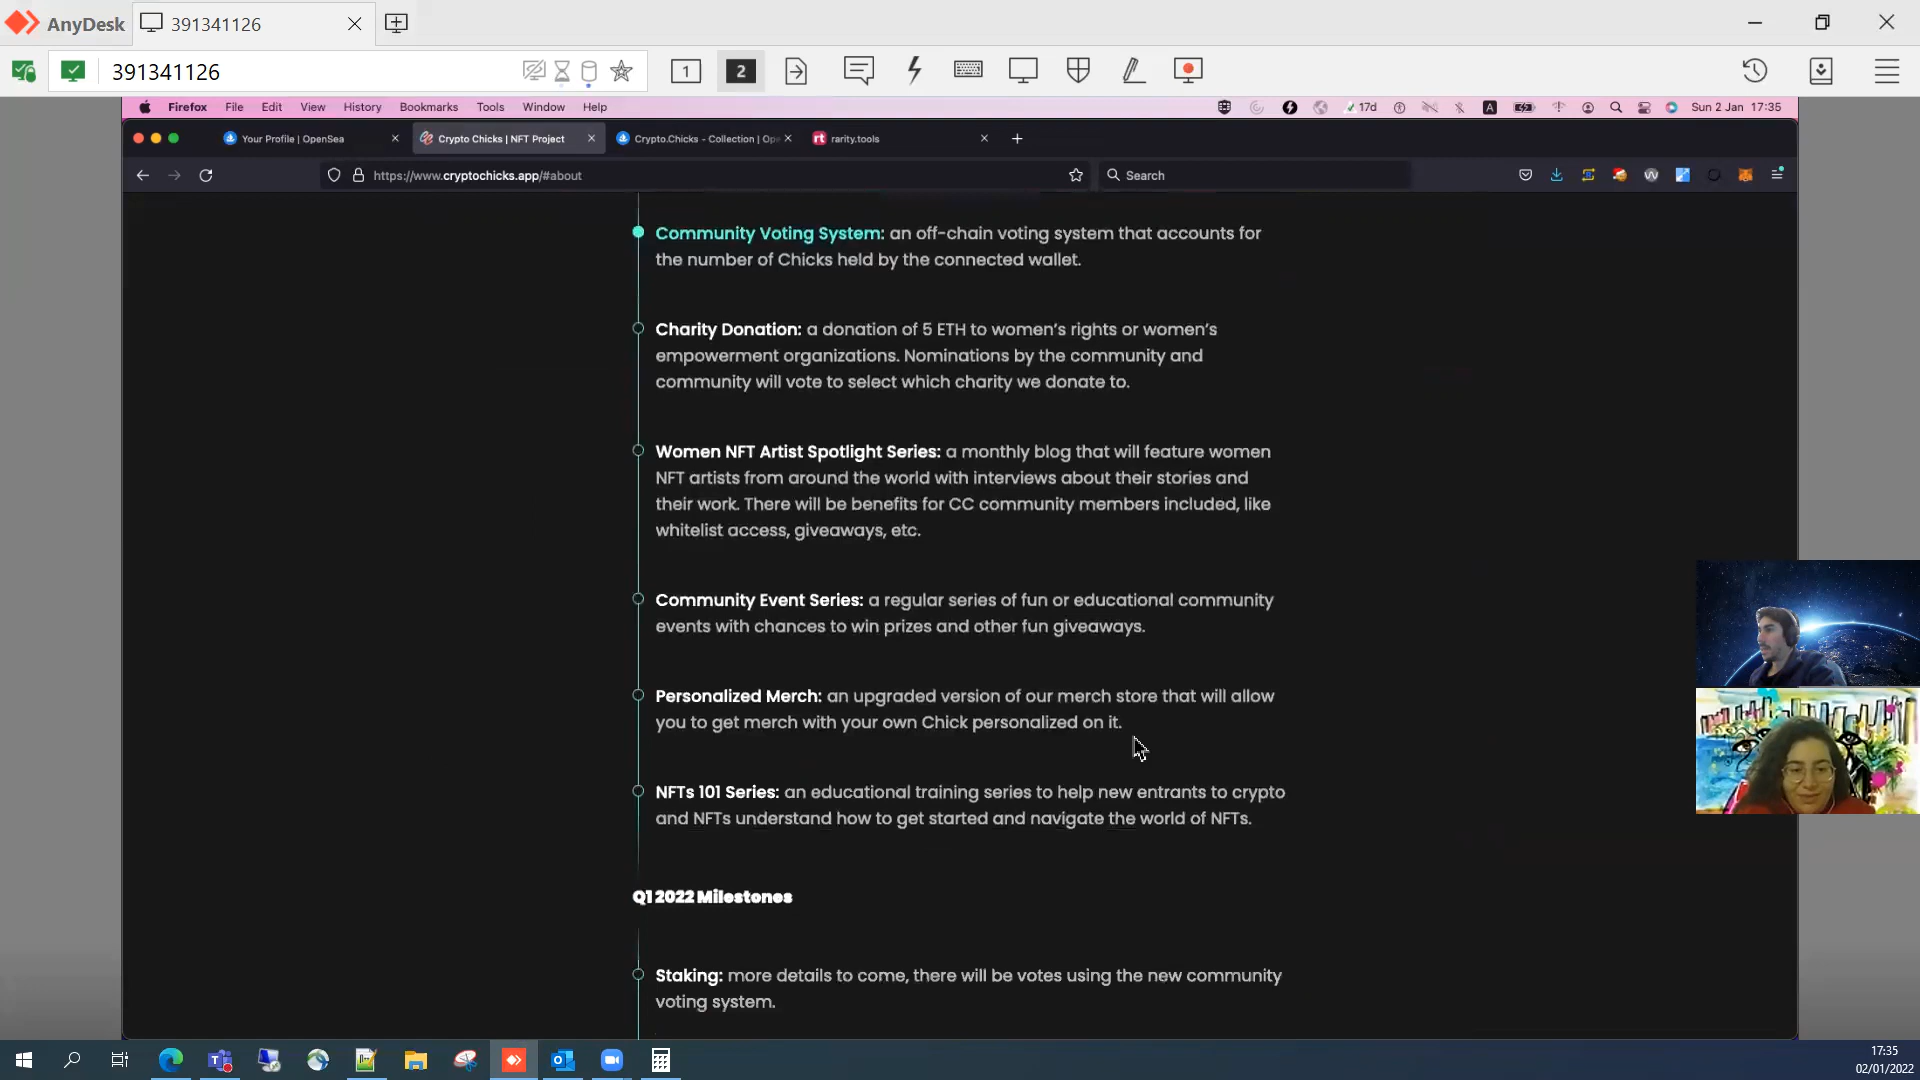 AnyDesk
391341126
391341126
1
2
Firefox File Edit View History Bookmarks Tools Window Help
17d
A
Sun 2 Jan 17:35
Your Profile | OpenSea
Crypto Chicks | NFT Project
Crypto.Chicks - Collection | Ope
rt rarity.tools
https://www.cryptochicks.app/#about
Search
Community Voting System: an off-chain voting system that accounts for
the number of Chicks held by the connected wallet.
Charity Donation: a donation of 5 ETH to women’s rights or women’s
empowerment organizations. Nominations by the community and
community will vote to select which charity we donate to.
Women NFT Artist Spotlight Series: a monthly blog that will feature women
NFT artists from around the world with interviews about their stories and
their work. There will be benefits for CC community members included, like
whitelist access, giveaways, etc.
Community Event Series: a regular series of fun or educational community
events with chances to win prizes and other fun giveaways.
Personalized Merch: an upgraded version of our merch store that will allow
you to get merch with your own Chick personalized on it.
NFTs 101 Series: an educational training series to help new entrants to crypto
and NFTs understand how to get started and navigate the world of NFTs.
Q1 2022 Milestones
Staking: more details to come, there will be votes using the new community
voting system.
17:35
02/01/2022